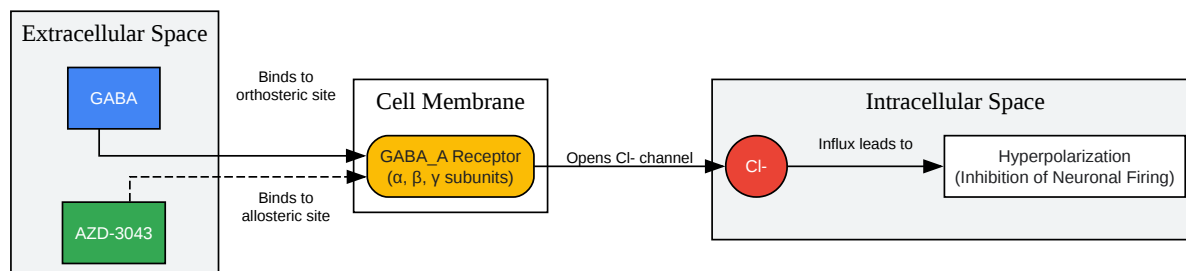 Extracellular Space
GABA
AZD-3043
Binds to
orthosteric site
Binds to
allosteric site
Cell Membrane
GABA_A Receptor
(α, β, γ subunits)
Opens Cl- channel
Intracellular Space
Cl-
Influx leads to
Hyperpolarization
(Inhibition of Neuronal Firing)